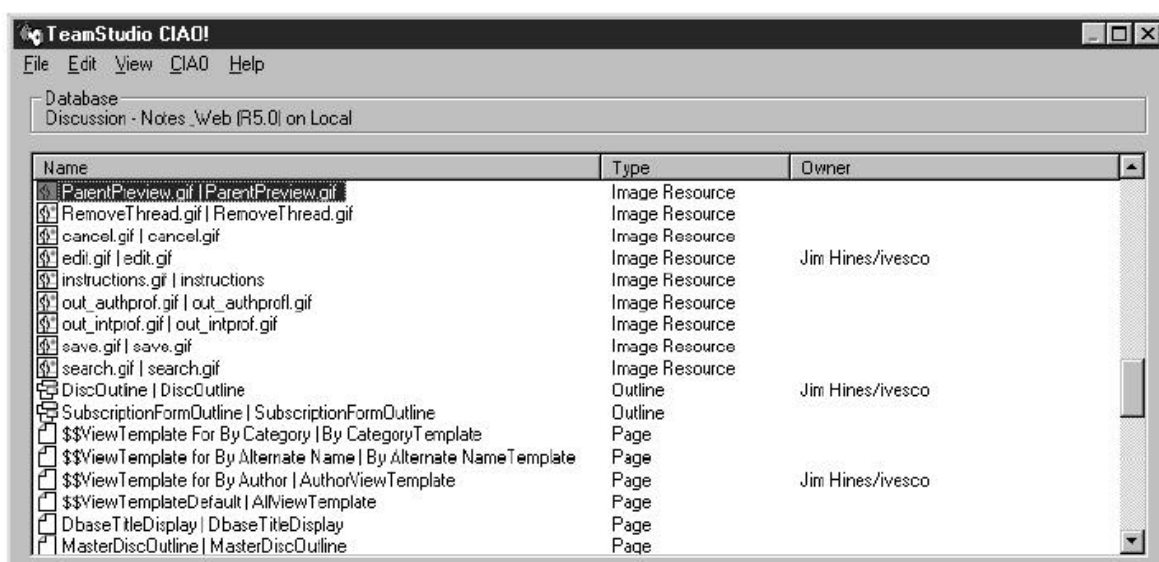 TeamStudio CIAO!
File Edit View CIAO Help
Database
Discussion - Notes_Web (R5.0) on Local
Name Type Owner
ParentPreview.gif | ParentPreview.gif Image Resource
RemoveThread.gif | RemoveThread.gif Image Resource
cancel.gif | cancel.gif Image Resource
edit.gif | edit.gif Image Resource Jim Hines/ivesco
instructions.gif | instructions Image Resource
out_authprof.gif | out_authprofl.gif Image Resource
out_intprof.gif | out_intprof.gif Image Resource
save.gif | save.gif Image Resource
search.gif | search.gif Image Resource
DiscOutline | DiscOutline Outline Jim Hines/ivesco
SubscriptionFormOutline | SubscriptionFormOutline Outline
$$ViewTemplate For By Category | By CategoryTemplate Page
$$ViewTemplate for By Alternate Name | By Alternate NameTemplate Page
$$ViewTemplate for By Author | AuthorViewTemplate Page Jim Hines/ivesco
$$ViewTemplateDefault | AllViewTemplate Page
DbaseTitleDisplay | DbaseTitleDisplay Page
MasterDiscOutline | MasterDiscOutline Page